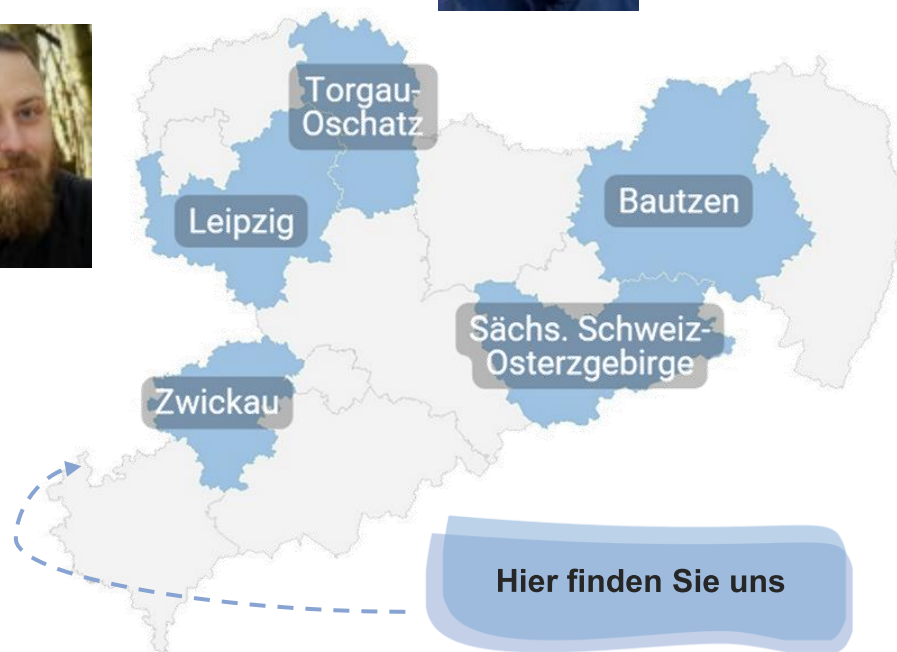 Torgau-
Oschatz
Leipzig
Bautzen
Sächs. Schweiz-
Osterzgebirge
Zwickau
Hier finden Sie uns